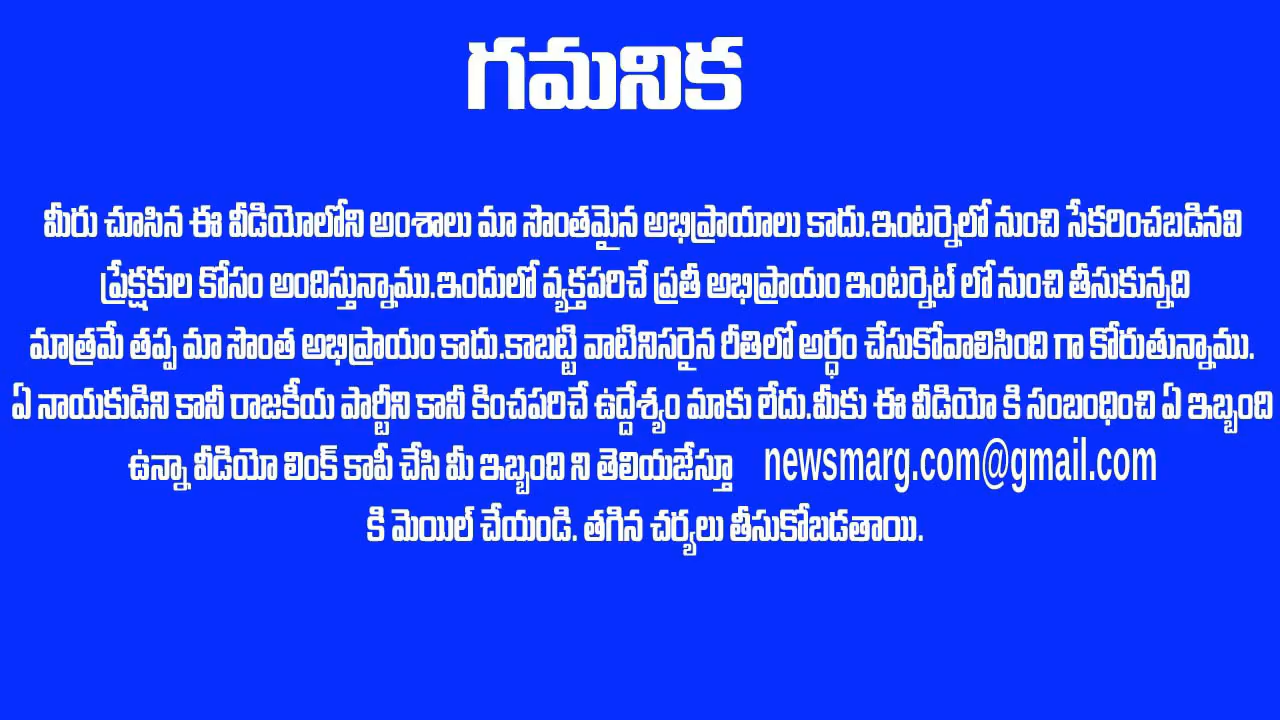 గమనిక
మీరు చూసిన ఈ వీడియోలోని అంశాలు మా సొంతమైన అభిప్రాయాలు కాదు.ఇంటర్నెలో నుంచి సేకరించబడినవి
ప్రేక్షకుల కోసం అందిస్తున్నాము.ఇందులో వ్యక్తపరిచే ప్రతీ అభిప్రాయం ఇంటర్నెట్ లో నుంచి తీసుకున్నది
మాత్రమే తప్ప మా సొంత అభిప్రాయం కాదు.కాబట్టి వాటినిసరైన రీతిలో అర్ధం చేసుకోవాలిసింది గా కోరుతున్నాము.
ఏ నాయకుడిని కానీ రాజకీయ పార్టీని కానీ కించపరిచే ఉద్దేశ్యం మాకు లేదు.మీకు ఈ వీడియో కి సంబంధించి ఏ ఇబ్బంది
ఉన్నా వీడియో లింక్ కాపీ చేసి మీ ఇబ్బంది ని తెలియజేస్తూ newsmarg.com@gmail.com
కి మెయిల్ చేయండి. తగిన చర్యలు తీసుకోబడతాయి.